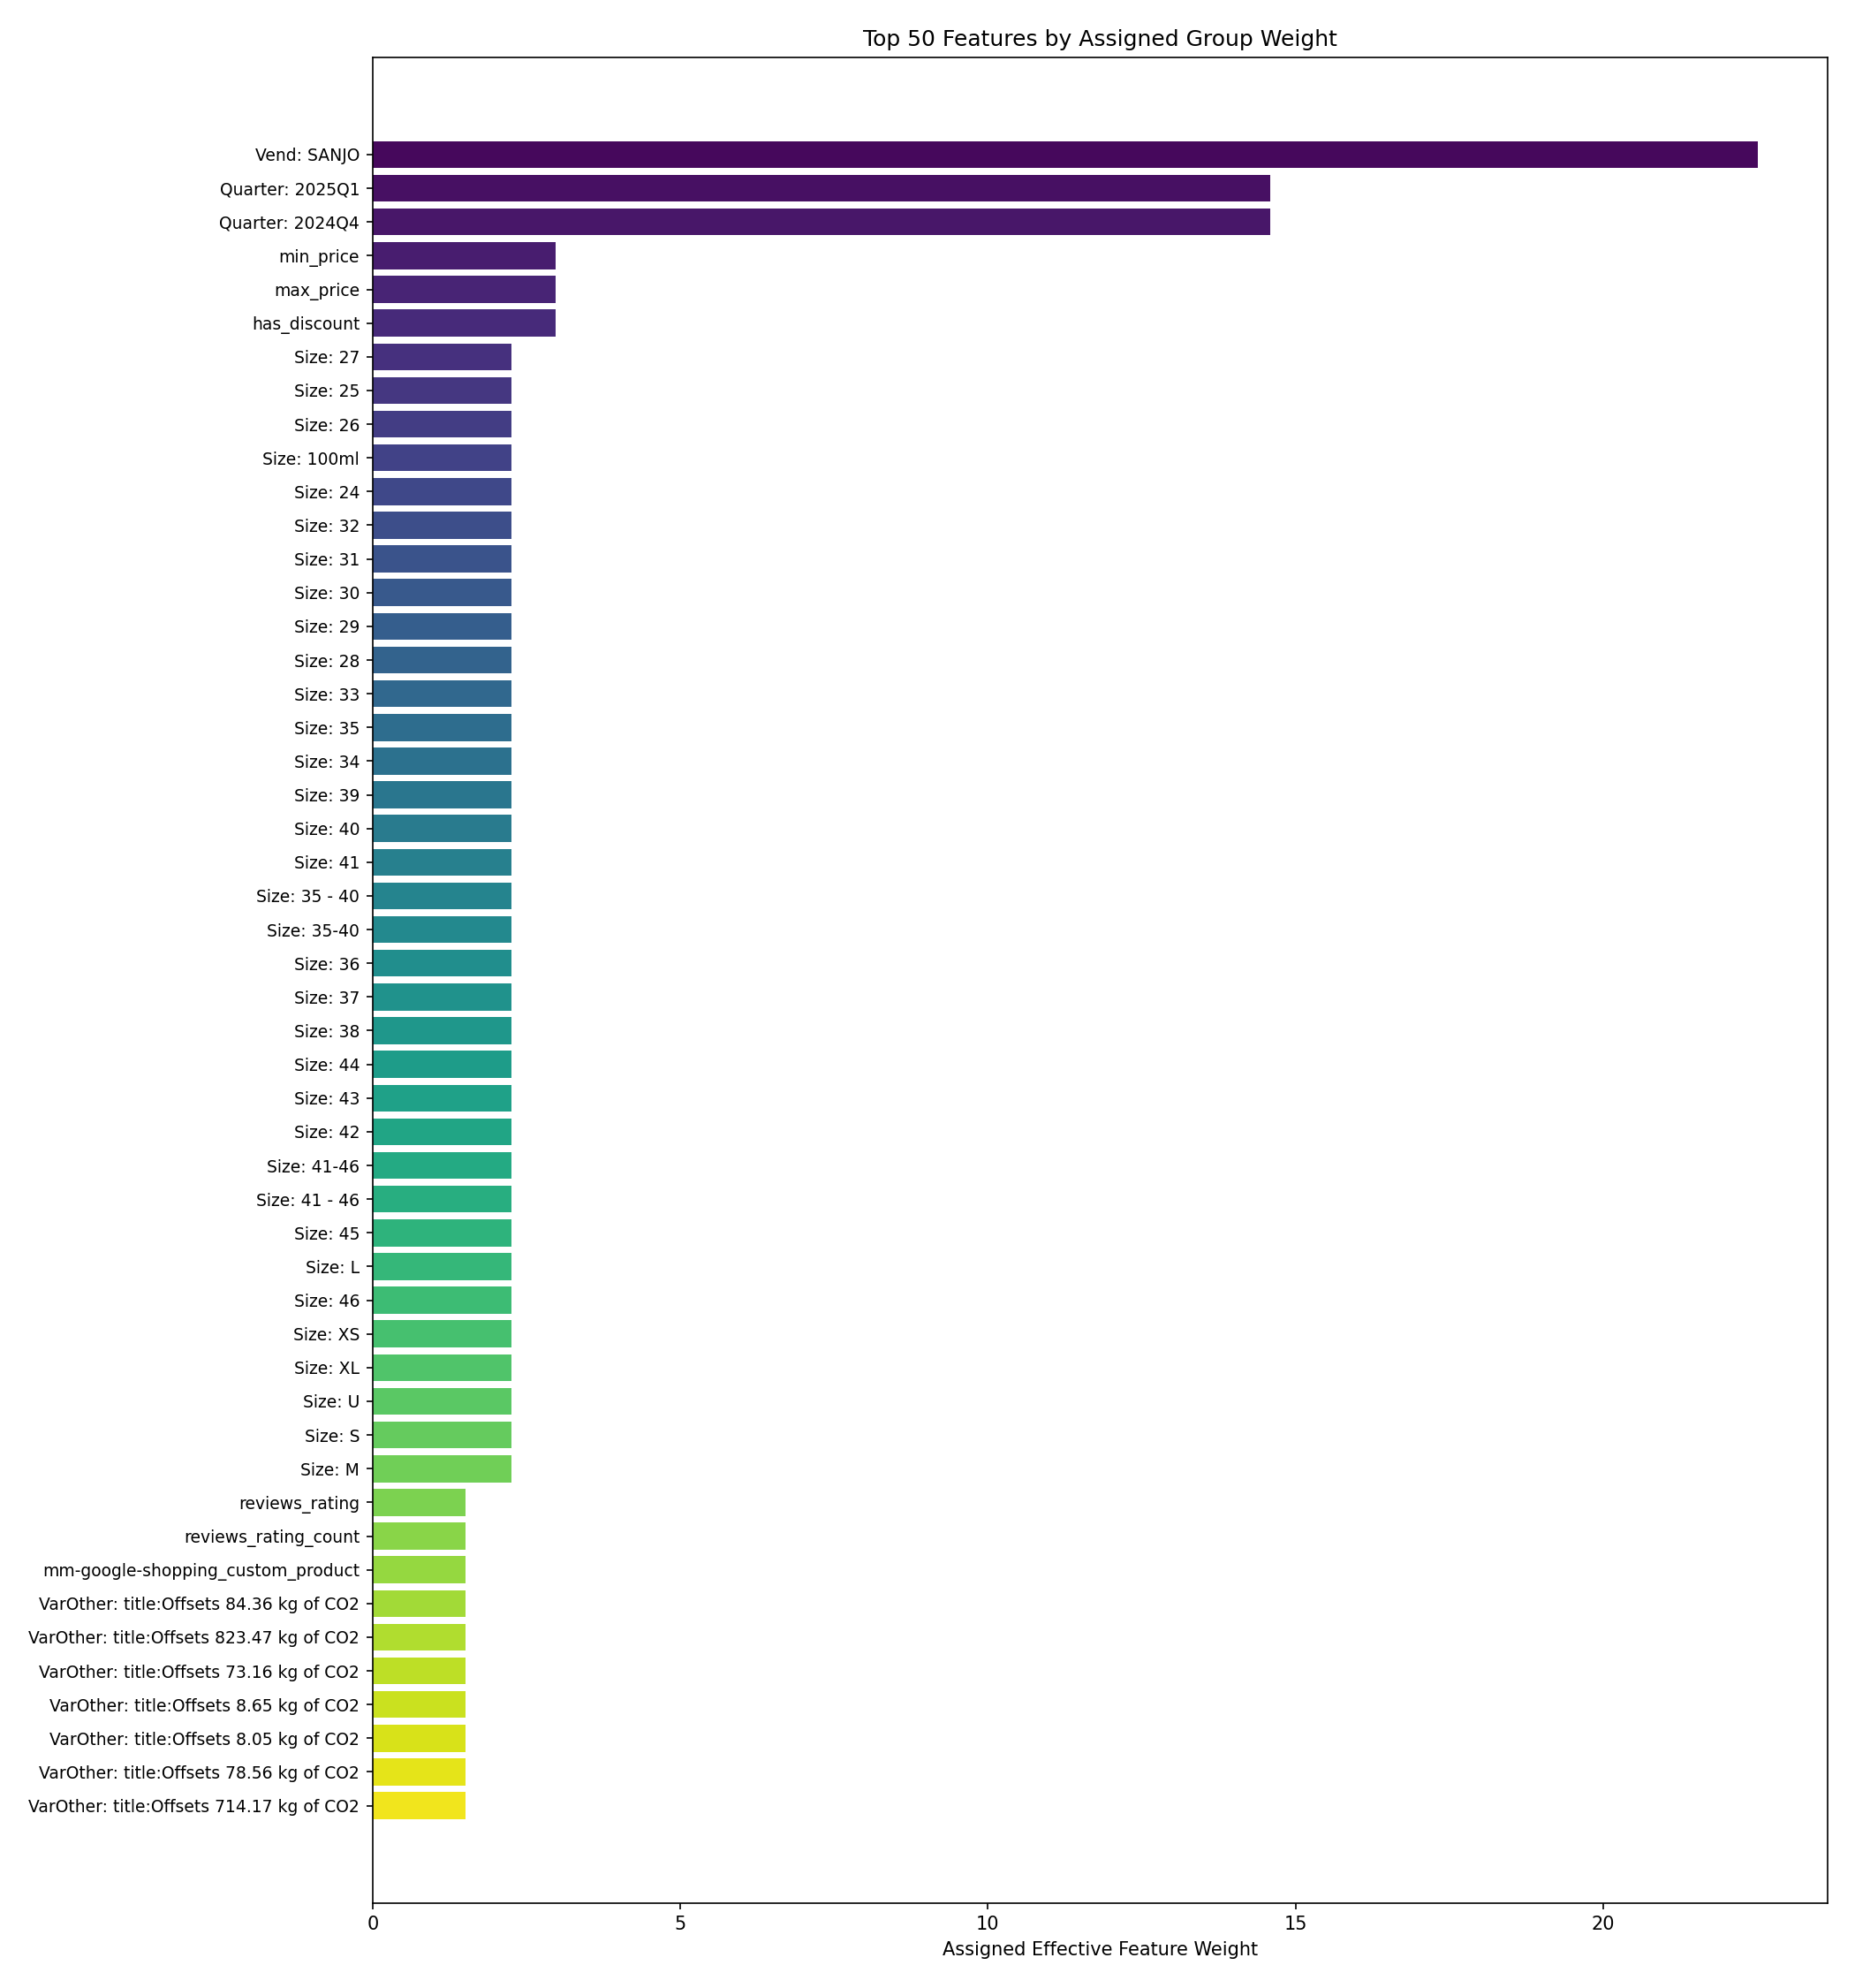 Top 50 Features by Assigned Group Weight
Vend: SANJO
Quarter: 2025Q1
Quarter: 2024Q4
min_price
max_price
has_discount
Size: 27
Size: 25
Size: 26
Size: 100ml
Size: 24
Size: 32
Size: 31
Size: 30
Size: 29
Size: 28
Size: 33
Size: 35
Size: 34
Size: 39
Size: 40
Size: 41
Size: 35 - 40
Size: 35-40
Size: 36
Size: 37
Size: 38
Size: 44
Size: 43
Size: 42
Size: 41-46
Size: 41 - 46
Size: 45
Size: L
Size: 46
Size: XS
Size: XL
Size: U
Size: S
Size: M
reviews_rating
reviews_rating_count
mm-google-shopping_custom_product
VarOther: title:Offsets 84.36 kg of CO2
VarOther: title:Offsets 823.47 kg of CO2
VarOther: title:Offsets 73.16 kg of CO2
VarOther: title:Offsets 8.65 kg of CO2
VarOther: title:Offsets 8.05 kg of CO2
VarOther: title:Offsets 78.56 kg of CO2
VarOther: title:Offsets 714.17 kg of CO2
0 5 10 15 20
Assigned Effective Feature Weight